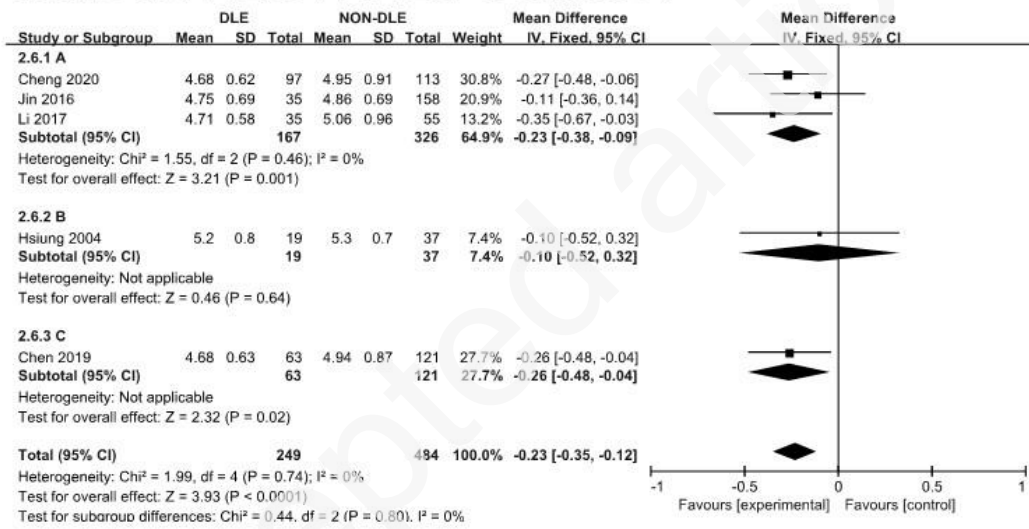 DLE NON-DLE Mean Difference Mean Difference
Study or Subgroup Mean SD Total Mean SD Total Weight IV, Fixed, 95% CI IV, Fixed, 95% CI
2.6.1 A
Cheng 2020 4.68 0.62 97 4.95 0.91 113 30.8% -0.27 [-0.48, -0.06]
Jin 2016 4.75 0.69 35 4.86 0.69 158 20.9% -0.11 [-0.36, 0.14]
Li 2017 4.71 0.58 35 5.06 0.96 55 13.2% -0.35 [-0.67, -0.03]
Subtotal (95% CI) 167 326 64.9% -0.23 [-0.38, -0.09]
Heterogeneity: Chi² = 1.55, df = 2 (P = 0.46); I² = 0%
Test for overall effect: Z = 3.21 (P = 0.001)
2.6.2 B
Hsiung 2004 5.2 0.8 19 5.3 0.7 37 7.4% -0.10 [-0.52, 0.32]
Subtotal (95% CI) 19 37 7.4% -0.10 [-0.52, 0.32]
Heterogeneity: Not applicable
Test for overall effect: Z = 0.46 (P = 0.64)
2.6.3 C
Chen 2019 4.68 0.63 63 4.94 0.87 121 27.7% -0.26 [-0.48, -0.04]
Subtotal (95% CI) 63 121 27.7% -0.26 [-0.48, -0.04]
Heterogeneity: Not applicable
Test for overall effect: Z = 2.32 (P = 0.02)
Total (95% CI) 249 484 100.0% -0.23 [-0.35, -0.12]
Heterogeneity: Chi² = 1.99, df = 4 (P = 0.74); I² = 0%
Test for overall effect: Z = 3.93 (P < 0.0001)
Test for subgroup differences: Chi² = 0.44, df = 2 (P = 0.80), I² = 0%
-1 -0.5 0 0.5 1
Favours [experimental] Favours [control]